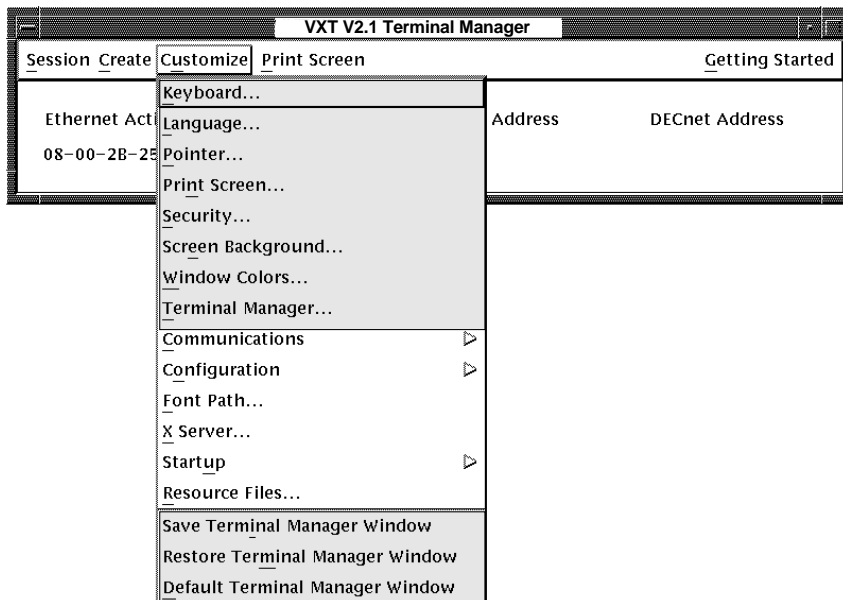 VXT V2.1 Terminal Manager
Session Create Customize Print Screen Getting Started
Keyboard...
Ethernet Acti Language... Address DECnet Address
08-00-2B-25 Pointer...
Print Screen...
Security...
Screen Background...
Window Colors...
Terminal Manager...
Communications
Configuration
Font Path...
X Server...
Startup
Resource Files...
Save Terminal Manager Window
Restore Terminal Manager Window
Default Terminal Manager Window